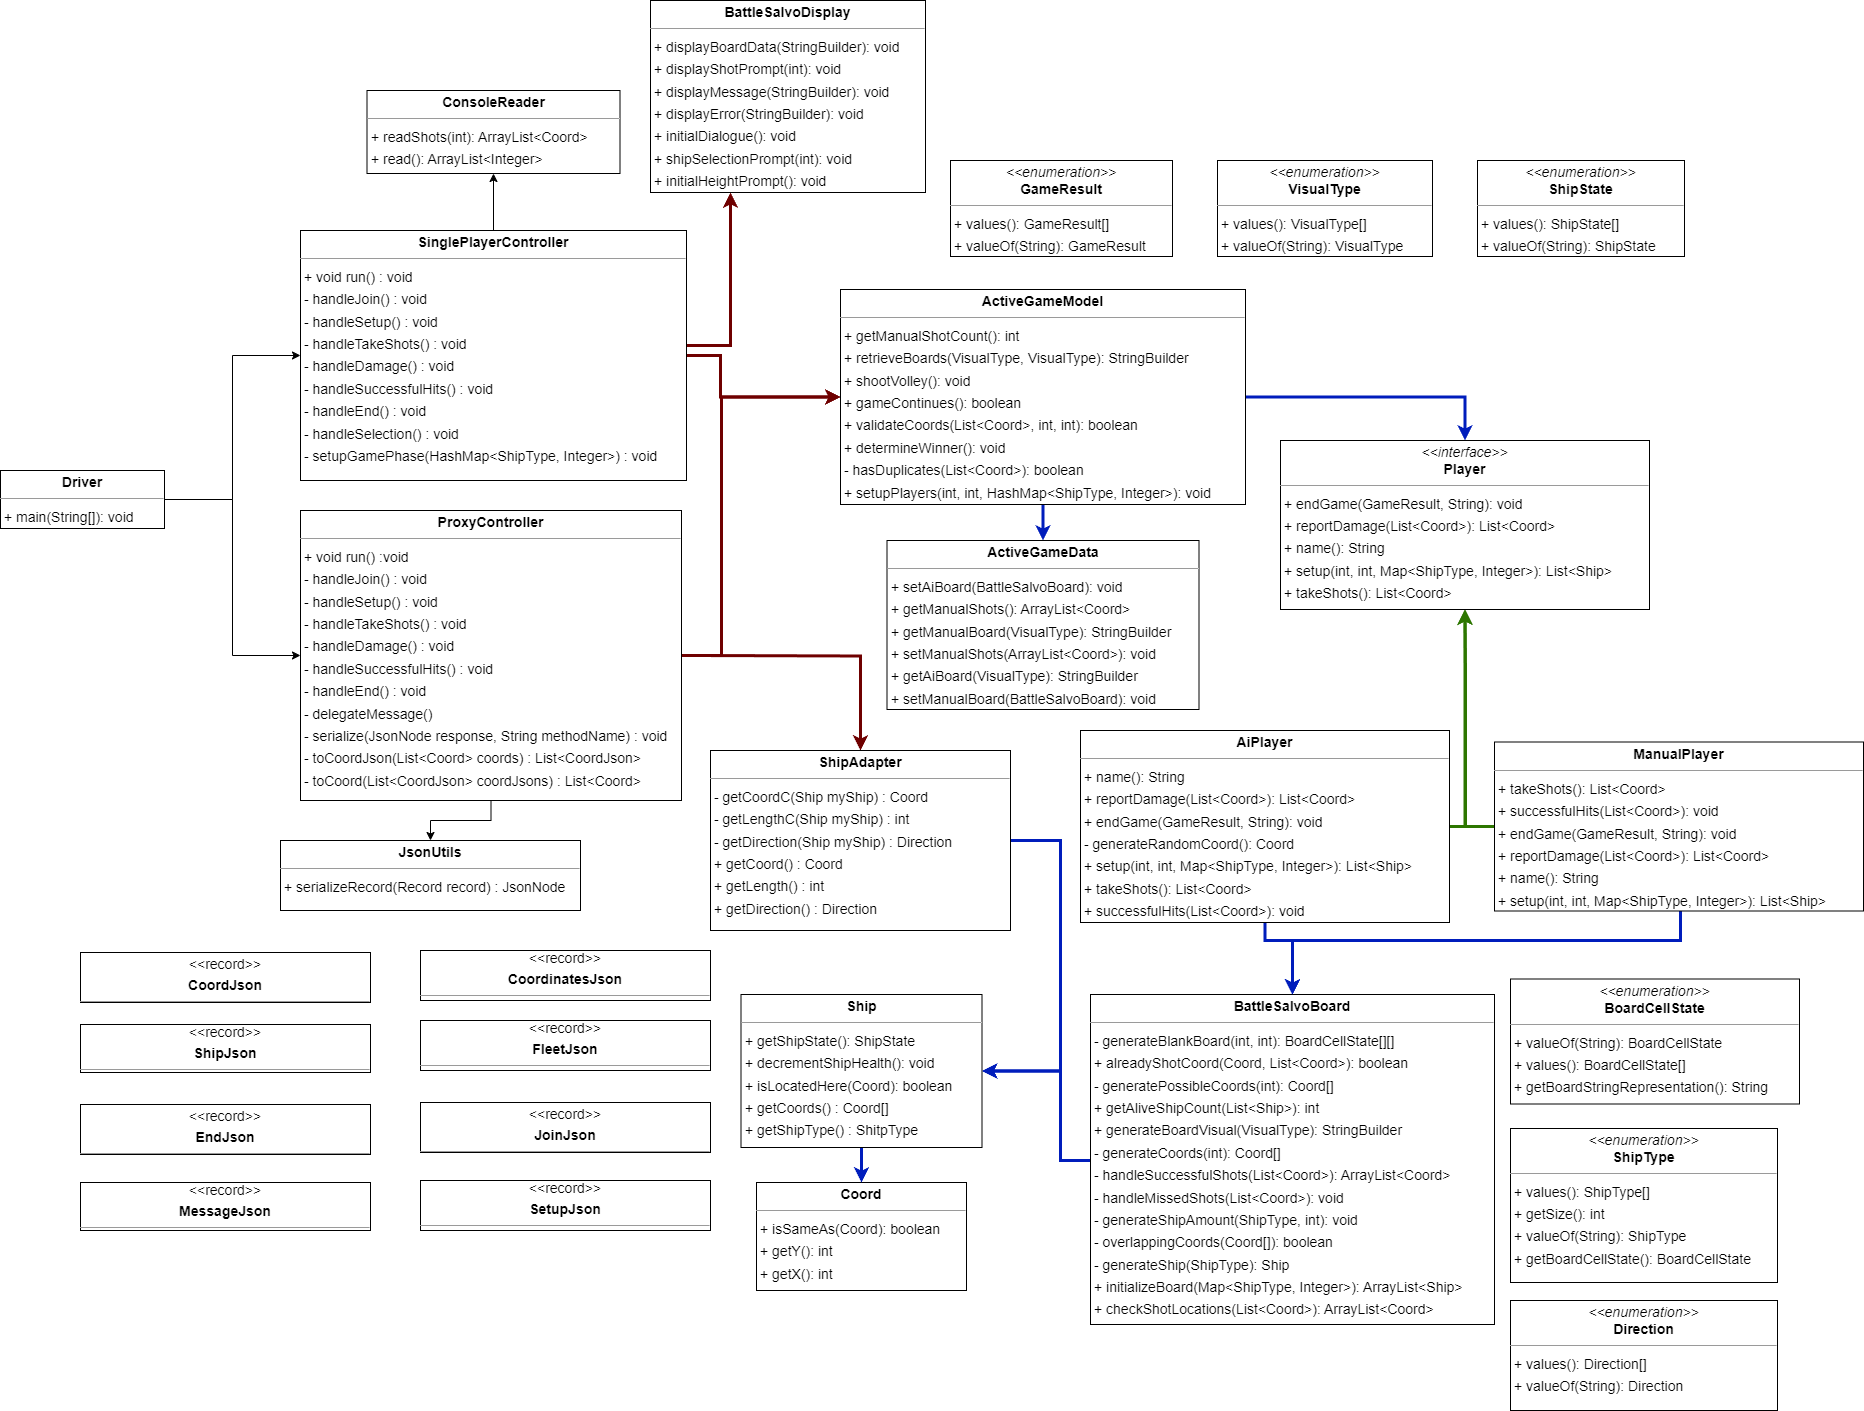 BattleSalvoDisplay
+ displayBoardData(StringBuilder): void
+ displayShotPrompt(int): void
+ displayMessage(StringBuilder): void
+ displayError(StringBuilder): void
+ initialDialogue(): void
+ shipSelectionPrompt(int): void
+ initialHeightPrompt(): void
ConsoleReader
+ readShots(int): ArrayList<Coord>
+ read(): ArrayList<Integer>
<<enumeration>>
GameResult
+ values(): GameResult[]
+ valueOf(String): GameResult
<<enumeration>>
VisualType
+ values(): VisualType[]
+ valueOf(String): VisualType
<<enumeration>>
ShipState
+ values(): ShipState[]
+ valueOf(String): ShipState
SinglePlayerController
+ void run() : void
- handleJoin() : void
- handleSetup() : void
- handleTakeShots() : void
- handleDamage() : void
- handleSuccessfulHits() : void
- handleEnd() : void
- handleSelection() : void
- setupGamePhase(HashMap<ShipType, Integer>) : void
ActiveGameModel
+ getManualShotCount(): int
+ retrieveBoards(VisualType, VisualType): StringBuilder
+ shootVolley(): void
+ gameContinues(): boolean
+ validateCoords(List<Coord>, int, int): boolean
+ determineWinner(): void
- hasDuplicates(List<Coord>): boolean
+ setupPlayers(int, int, HashMap<ShipType, Integer>): void
Driver
+ main(String[]): void
<<interface>>
Player
+ endGame(GameResult, String): void
+ reportDamage(List<Coord>): List<Coord>
+ name(): String
+ setup(int, int, Map<ShipType, Integer>): List<Ship>
+ takeShots(): List<Coord>
ProxyController
+ void run() :void
- handleJoin() : void
- handleSetup() : void
- handleTakeShots() : void
- handleDamage() : void
- handleSuccessfulHits() : void
- handleEnd() : void
- delegateMessage()
- serialize(JsonNode response, String methodName) : void
- toCoordJson(List<Coord> coords) : List<CoordJson>
- toCoord(List<CoordJson> coordJsons) : List<Coord>
ActiveGameData
+ setAiBoard(BattleSalvoBoard): void
+ getManualShots(): ArrayList<Coord>
+ getManualBoard(VisualType): StringBuilder
+ setManualShots(ArrayList<Coord>): void
+ getAiBoard(VisualType): StringBuilder
+ setManualBoard(BattleSalvoBoard): void
ShipAdapter
- getCoordC(Ship myShip) : Coord
- getLengthC(Ship myShip) : int
- getDirection(Ship myShip) : Direction
+ getCoord() : Coord
+ getLength() : int
+ getDirection() : Direction
AiPlayer
+ name(): String
+ reportDamage(List<Coord>): List<Coord>
+ endGame(GameResult, String): void
- generateRandomCoord(): Coord
+ setup(int, int, Map<ShipType, Integer>): List<Ship>
+ takeShots(): List<Coord>
+ successfulHits(List<Coord>): void
ManualPlayer
+ takeShots(): List<Coord>
+ successfulHits(List<Coord>): void
+ endGame(GameResult, String): void
+ reportDamage(List<Coord>): List<Coord>
+ name(): String
+ setup(int, int, Map<ShipType, Integer>): List<Ship>
JsonUtils
+ serializeRecord(Record record) : JsonNode
<<record>>
CoordJson
<<record>>
CoordinatesJson
<<record>>
ShipJson
<<record>>
FleetJson
<<record>>
EndJson
<<record>>
JoinJson
<<record>>
MessageJson
<<record>>
SetupJson
Ship
+ getShipState(): ShipState
+ decrementShipHealth(): void
+ isLocatedHere(Coord): boolean
+ getCoords() : Coord[]
+ getShipType() : ShitpType
Coord
+ isSameAs(Coord): boolean
+ getY(): int
+ getX(): int
BattleSalvoBoard
- generateBlankBoard(int, int): BoardCellState[][]
+ alreadyShotCoord(Coord, List<Coord>): boolean
- generatePossibleCoords(int): Coord[]
+ getAliveShipCount(List<Ship>): int
+ generateBoardVisual(VisualType): StringBuilder
- generateCoords(int): Coord[]
- handleSuccessfulShots(List<Coord>): ArrayList<Coord>
- handleMissedShots(List<Coord>): void
- generateShipAmount(ShipType, int): void
- overlappingCoords(Coord[]): boolean
- generateShip(ShipType): Ship
+ initializeBoard(Map<ShipType, Integer>): ArrayList<Ship>
+ checkShotLocations(List<Coord>): ArrayList<Coord>
<<enumeration>>
BoardCellState
+ valueOf(String): BoardCellState
+ values(): BoardCellState[]
+ getBoardStringRepresentation(): String
<<enumeration>>
ShipType
+ values(): ShipType[]
+ getSize(): int
+ valueOf(String): ShipType
+ getBoardCellState(): BoardCellState
<<enumeration>>
Direction
+ values(): Direction[]
+ valueOf(String): Direction